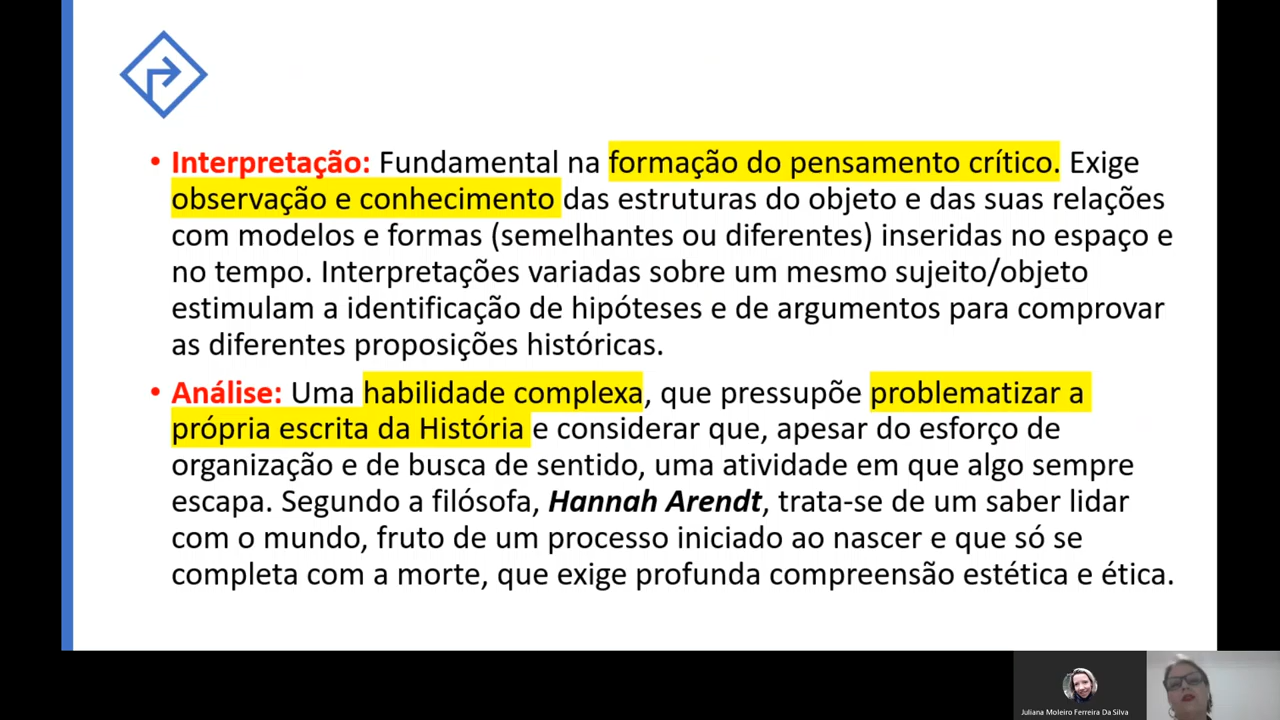 • Interpretação: Fundamental na formação do pensamento crítico. Exige
observação e conhecimento das estruturas do objeto e das suas relações
com modelos e formas (semelhantes ou diferentes) inseridas no espaço e
no tempo. Interpretações variadas sobre um mesmo sujeito/objeto
estimulam a identificação de hipóteses e de argumentos para comprovar
as diferentes proposições históricas.
• Análise: Uma habilidade complexa, que pressupõe problematizar a
própria escrita da História e considerar que, apesar do esforço de
organização e de busca de sentido, uma atividade em que algo sempre
escapa. Segundo a filósofa, Hannah Arendt, trata-se de um saber lidar
com o mundo, fruto de um processo iniciado ao nascer e que só se
completa com a morte, que exige profunda compreensão estética e ética.
Juliana Moleiro Ferreira Da Silva